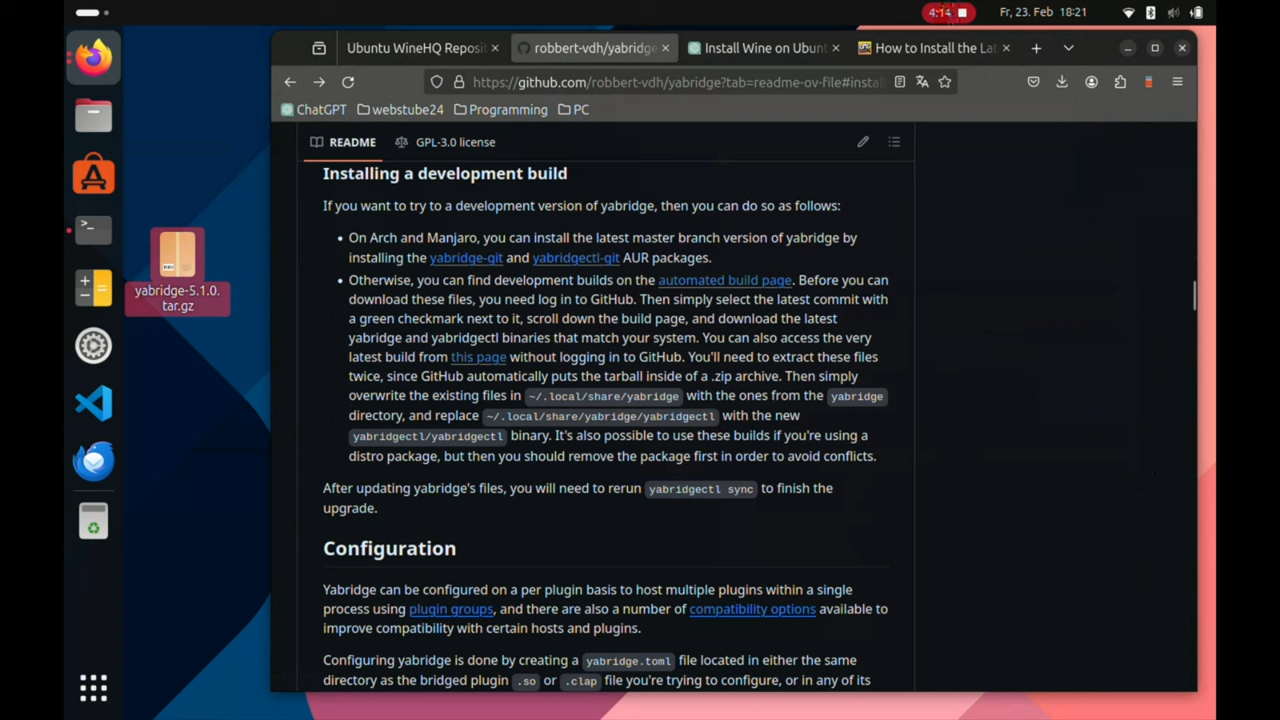 4:14
Fr, 23. Feb 18:21
Ubuntu WineHQ Reposit
robbert-vdh/yabridge:
Install Wine on Ubunt
How to Install the Lat
https://github.com/robbert-vdh/yabridge?tab=readme-ov-file#instal
ChatGPT
webstube24
Programming
PC
README
GPL-3.0 license
Installing a development build
If you want to try to a development version of yabridge, then you can do so as follows:
• On Arch and Manjaro, you can install the latest master branch version of yabridge by
installing the yabridge-git and yabridgectl-git AUR packages.
• Otherwise, you can find development builds on the automated build page. Before you can
download these files, you need log in to GitHub. Then simply select the latest commit with
a green checkmark next to it, scroll down the build page, and download the latest
yabridge and yabridgectl binaries that match your system. You can also access the very
latest build from this page without logging in to GitHub. You'll need to extract these files
twice, since GitHub automatically puts the tarball inside of a .zip archive. Then simply
overwrite the existing files in ~/.local/share/yabridge with the ones from the yabridge
directory, and replace ~/.local/share/yabridge/yabridgectl with the new
yabridgectl/yabridgectl binary. It's also possible to use these builds if you're using a
distro package, but then you should remove the package first in order to avoid conflicts.
After updating yabridge's files, you will need to rerun yabridgectl sync to finish the
upgrade.
Configuration
Yabridge can be configured on a per plugin basis to host multiple plugins within a single
process using plugin groups, and there are also a number of compatibility options available to
improve compatibility with certain hosts and plugins.
Configuring yabridge is done by creating a yabridge.toml file located in either the same
directory as the bridged plugin .so or .clap file you're trying to configure, or in any of its
yabridge-5.1.0.
tar.gz